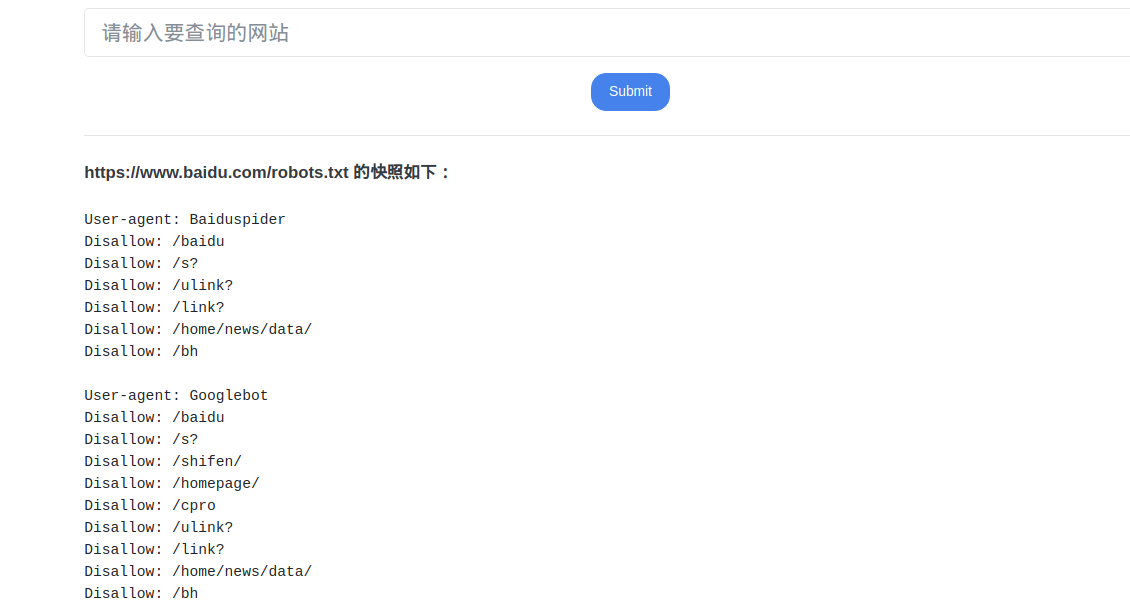 请输入要查询的网站
Submit
https://www.baidu.com/robots.txt 的快照如下：
User-agent: Baiduspider
Disallow: /baidu
Disallow: /s?
Disallow: /ulink?
Disallow: /link?
Disallow: /home/news/data/
Disallow: /bh
User-agent: Googlebot
Disallow: /baidu
Disallow: /s?
Disallow: /shifen/
Disallow: /homepage/
Disallow: /cpro
Disallow: /ulink?
Disallow: /link?
Disallow: /home/news/data/
Disallow: /bh